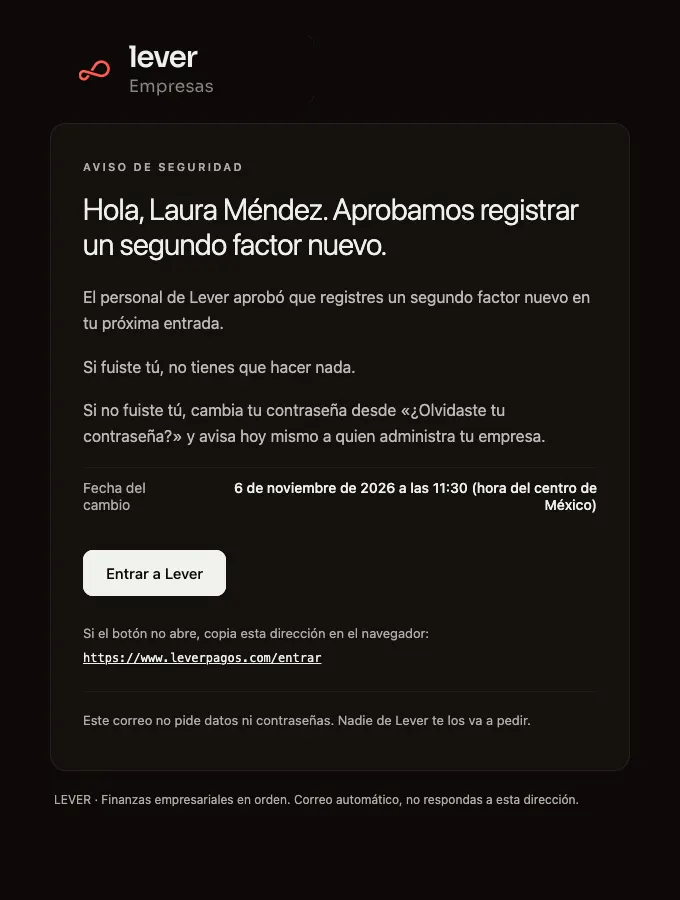 lever
Empresas
AVISO DE SEGURIDAD
Hola, Laura Méndez. Aprobamos registrar
un segundo factor nuevo.
El personal de Lever aprobó que registres un segundo factor nuevo en
tu próxima entrada.
Si fuiste tú, no tienes que hacer nada.
Si no fuiste tú, cambia tu contraseña desde «¿Olvidaste tu
contraseña?» y avisa hoy mismo a quien administra tu empresa.
Fecha del
cambio
6 de noviembre de 2026 a las 11:30 (hora del centro de
México)
Entrar a Lever
Si el botón no abre, copia esta dirección en el navegador:
https://www.leverpagos.com/entrar
Este correo no pide datos ni contraseñas. Nadie de Lever te los va a pedir.
LEVER · Finanzas empresariales en orden. Correo automático, no respondas a esta dirección.